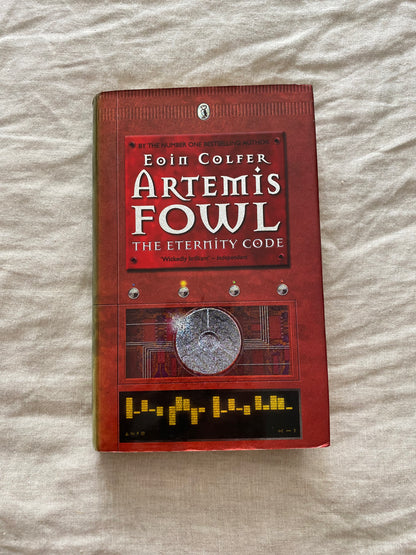 BY THE NUMBER ONE BESTSELLING AUTHOR
EOIN COLFER
ARTEMIS
FOWL
THE ETERNITY CODE
"Wickedly brilliant" – Independent